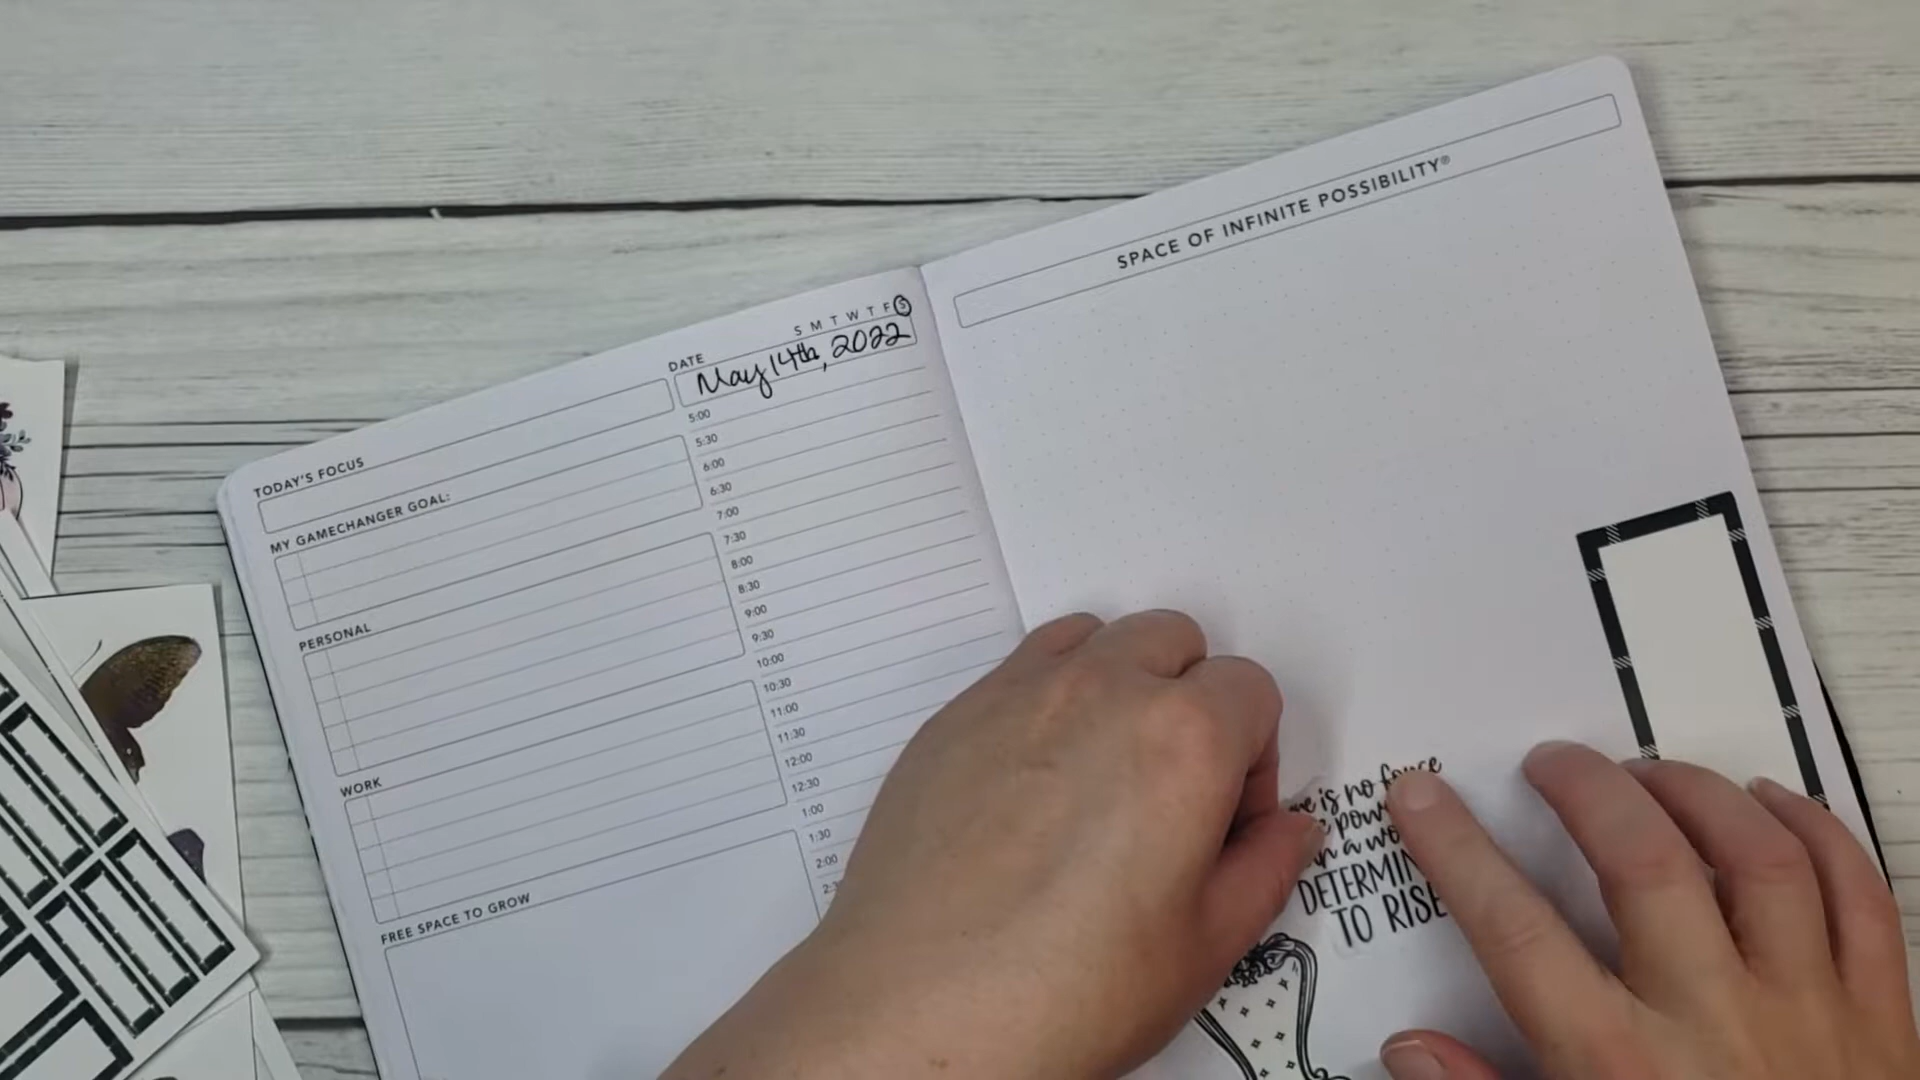 S M T W T F S
DATE
May 14th, 2022
TODAY'S FOCUS
MY GAMECHANGER GOAL:
PERSONAL
WORK
FREE SPACE TO GROW
5:00
5:30
6:00
6:30
7:00
7:30
8:00
8:30
9:00
9:30
10:00
10:30
11:00
11:30
12:00
12:30
1:00
1:30
2:00
SPACE OF INFINITE POSSIBILITY®
is no force
a
DETERMIN
TO RISE